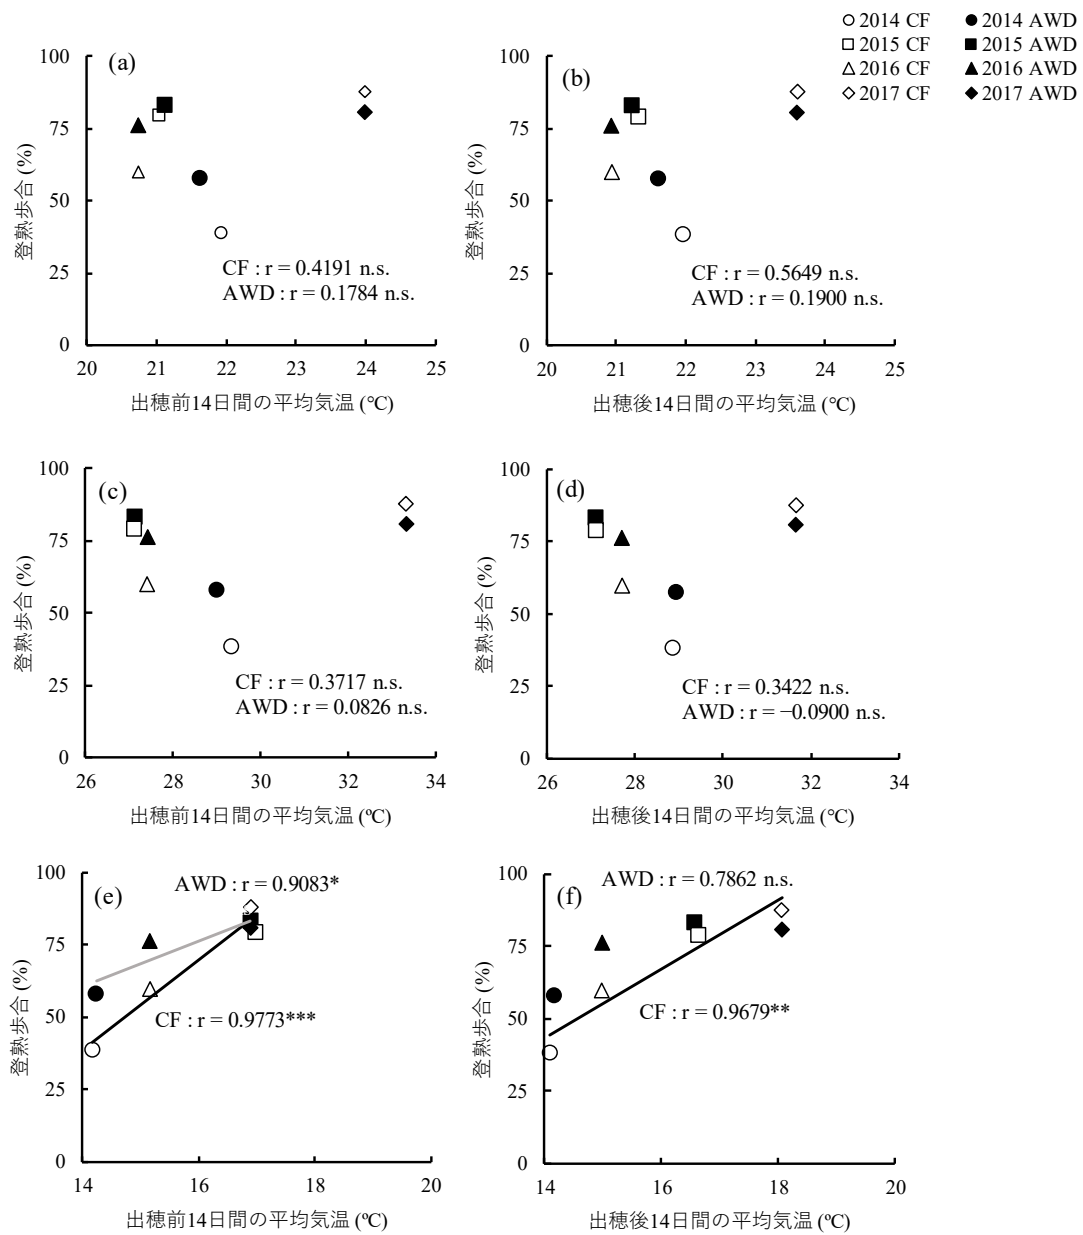 2014 CF 2014 AWD
2015 CF 2015 AWD
2016 CF 2016 AWD
2017 CF 2017 AWD
(a)
100
75
50
25
0
登熟歩合 (%)
CF : r = 0.4191 n.s.
AWD : r = 0.1784 n.s.
20 21 22 23 24 25
出穂前14日間の平均気温 (℃)
(b)
100
75
50
25
0
登熟歩合 (%)
CF : r = 0.5649 n.s.
AWD : r = 0.1900 n.s.
20 21 22 23 24 25
出穂後14日間の平均気温 (℃)
(c)
100
75
50
25
0
登熟歩合 (%)
CF : r = 0.3717 n.s.
AWD : r = 0.0826 n.s.
26 28 30 32 34
出穂前14日間の平均気温 (ºC)
(d)
100
75
50
25
0
登熟歩合 (%)
CF : r = 0.3422 n.s.
AWD : r = −0.0900 n.s.
26 28 30 32 34
出穂後14日間の平均気温 (℃)
(e)
100
75
50
25
0
登熟歩合 (%)
AWD : r = 0.9083*
CF : r = 0.9773***
14 16 18 20
出穂前14日間の平均気温 (ºC)
(f)
100
75
50
25
0
登熟歩合 (%)
AWD : r = 0.7862 n.s.
CF : r = 0.9679**
14 16 18 20
出穂後14日間の平均気温 (ºC)